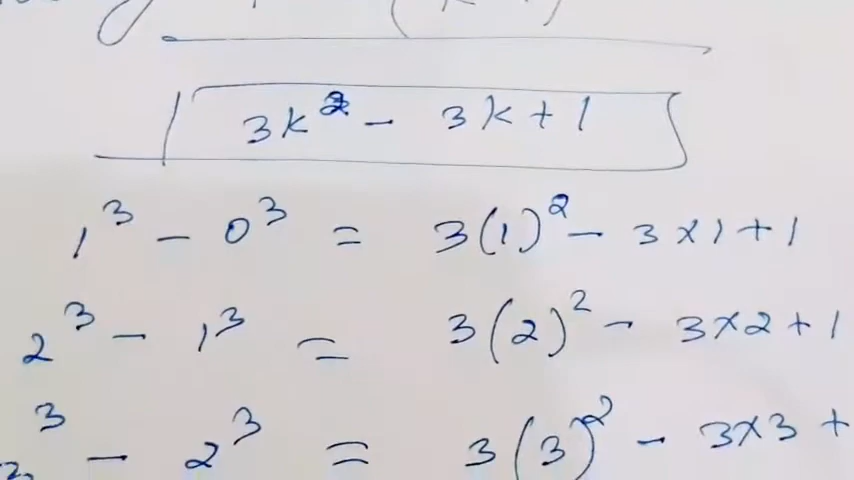 3k² - 3k + 1
1³ - 0³ = 3(1)² - 3 × 1 + 1
2³ - 1³ = 3(2)² - 3 × 2 + 1
3³ - 2³ = 3(3)² - 3 × 3 +